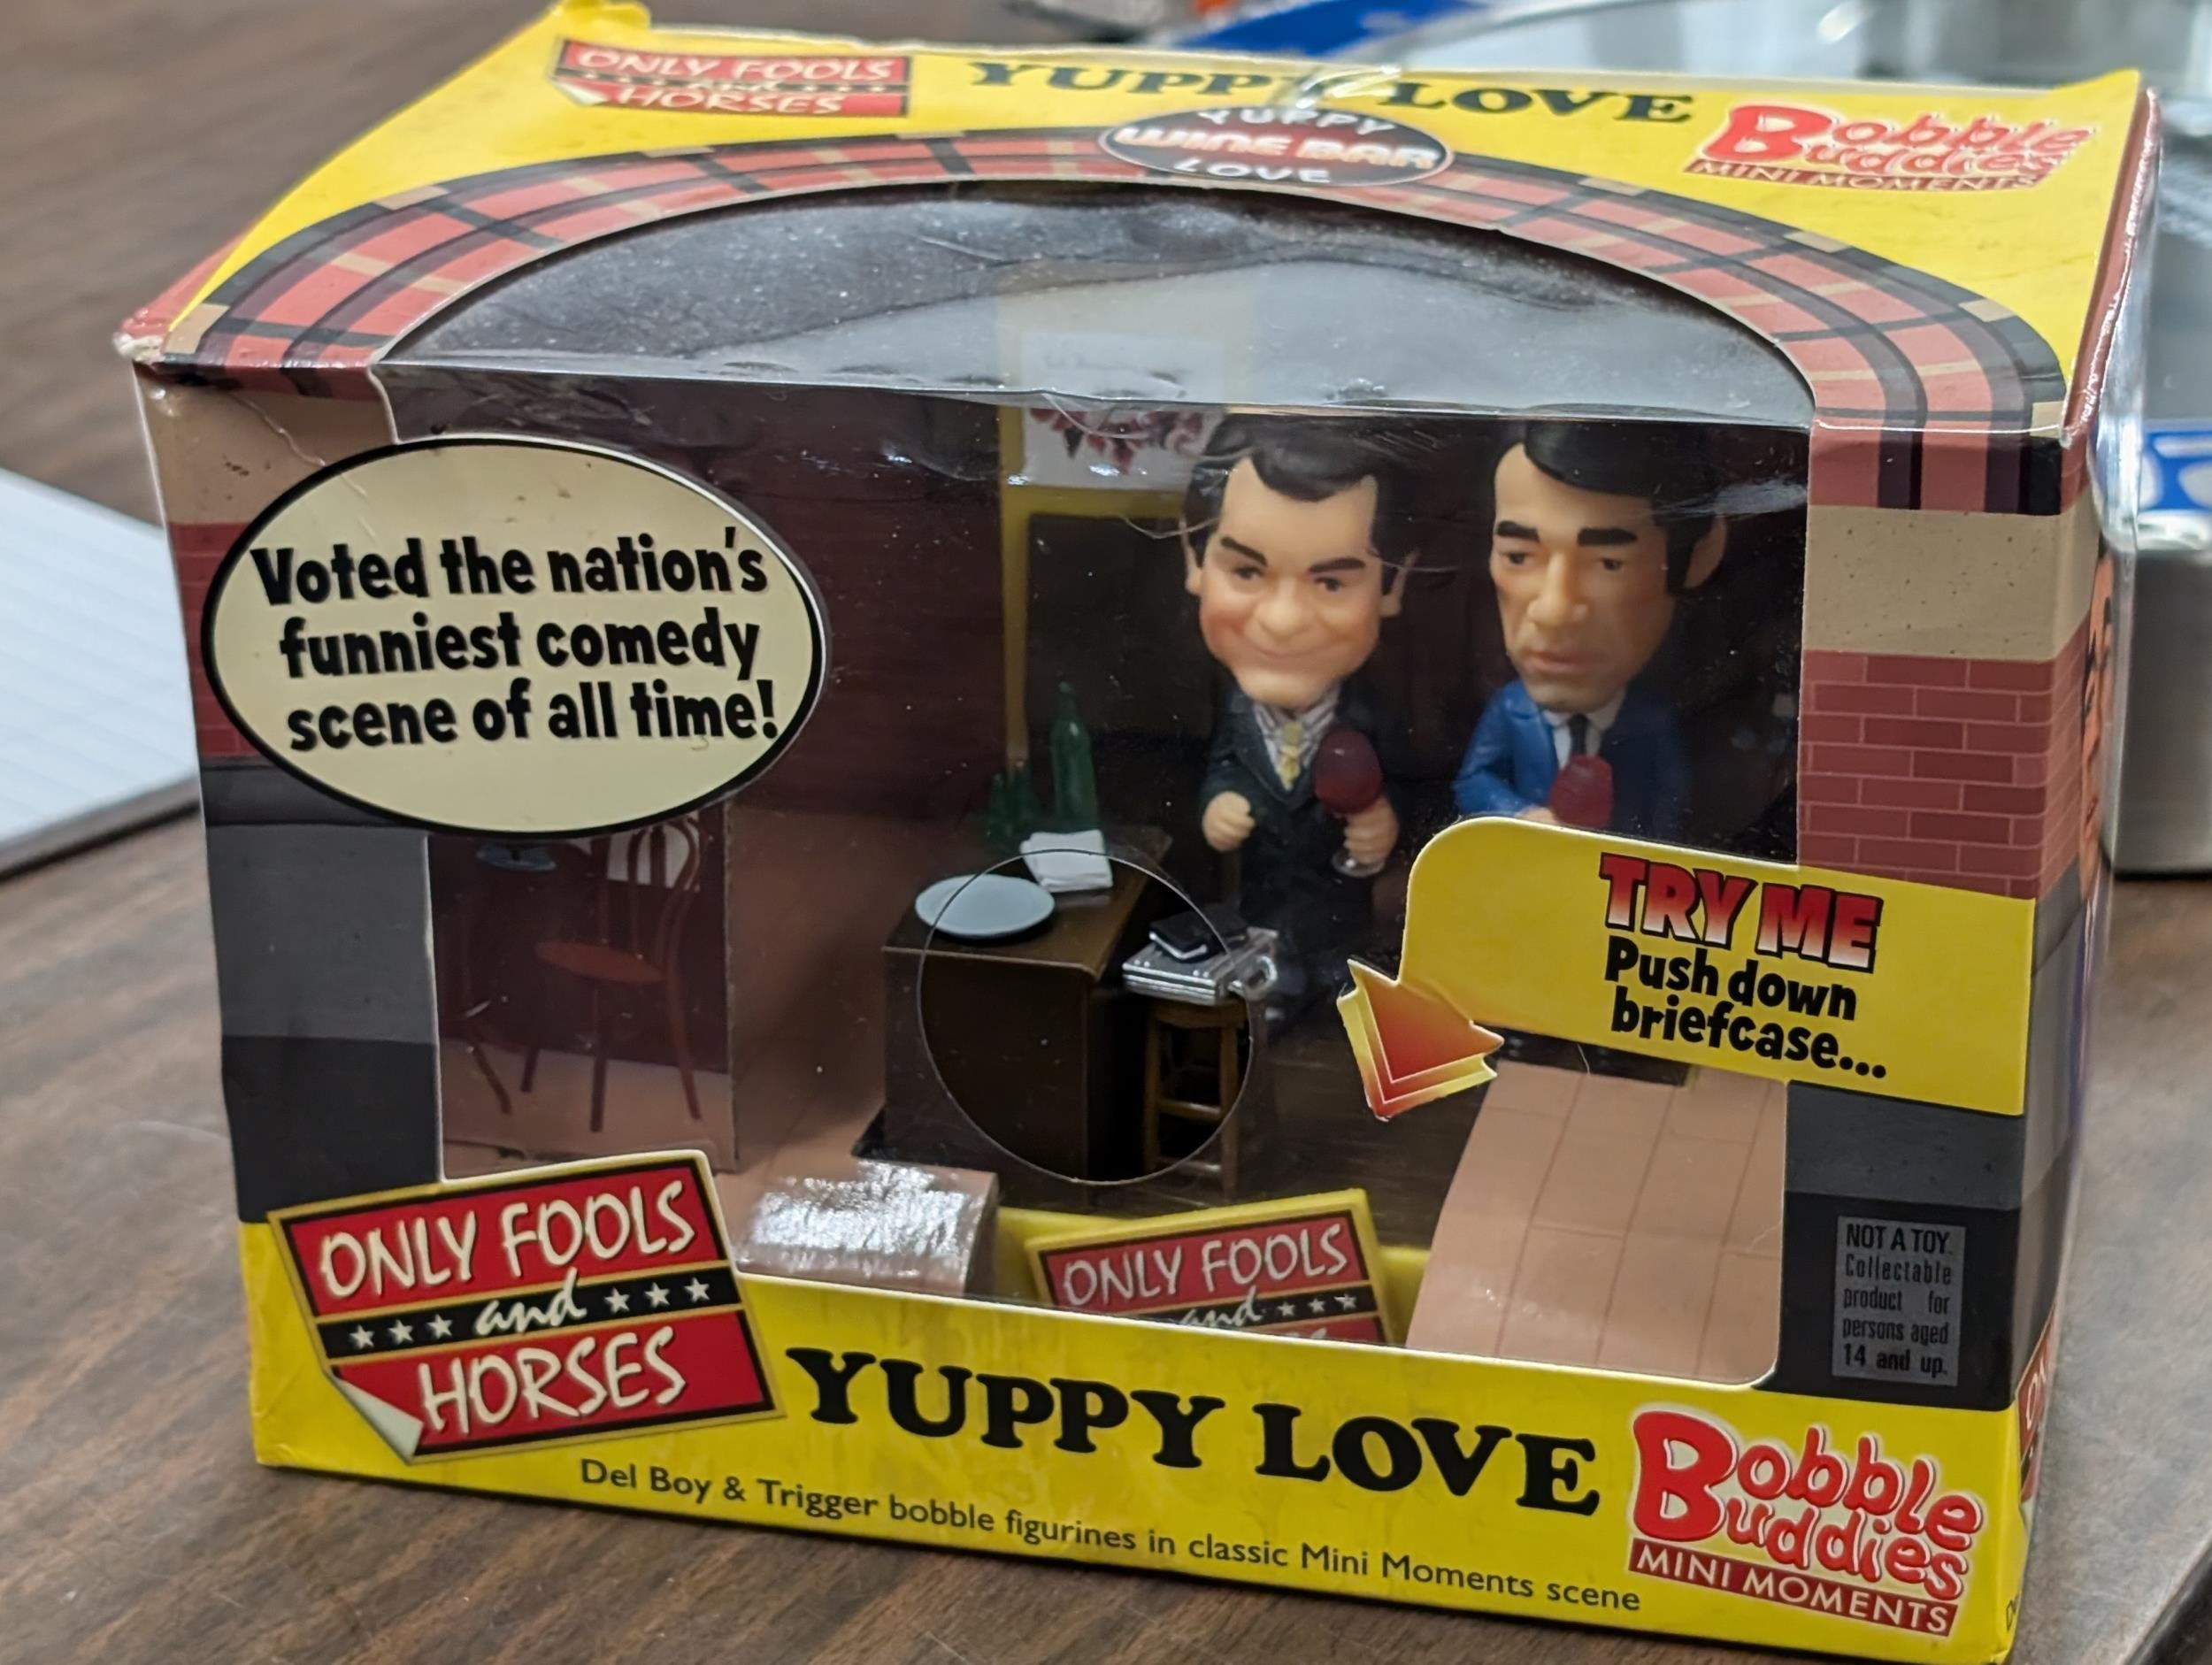 ONLY FOOLS
and
HORSES
YUPPY LOVE
Bobble
Buddies
MINI MOMENTS
YUPPY
WINE BAR
LOVE
Voted the nation's
funniest comedy
scene of all time!
TRY ME
Push down
briefcase...
ONLY FOOLS
and
HORSES
ONLY FOOLS
and
NOT A TOY.
Collectable
product for
persons aged
14 and up.
YUPPY LOVE
Del Boy & Trigger bobble figurines in classic Mini Moments scene
Bobble
Buddies
MINI MOMENTS